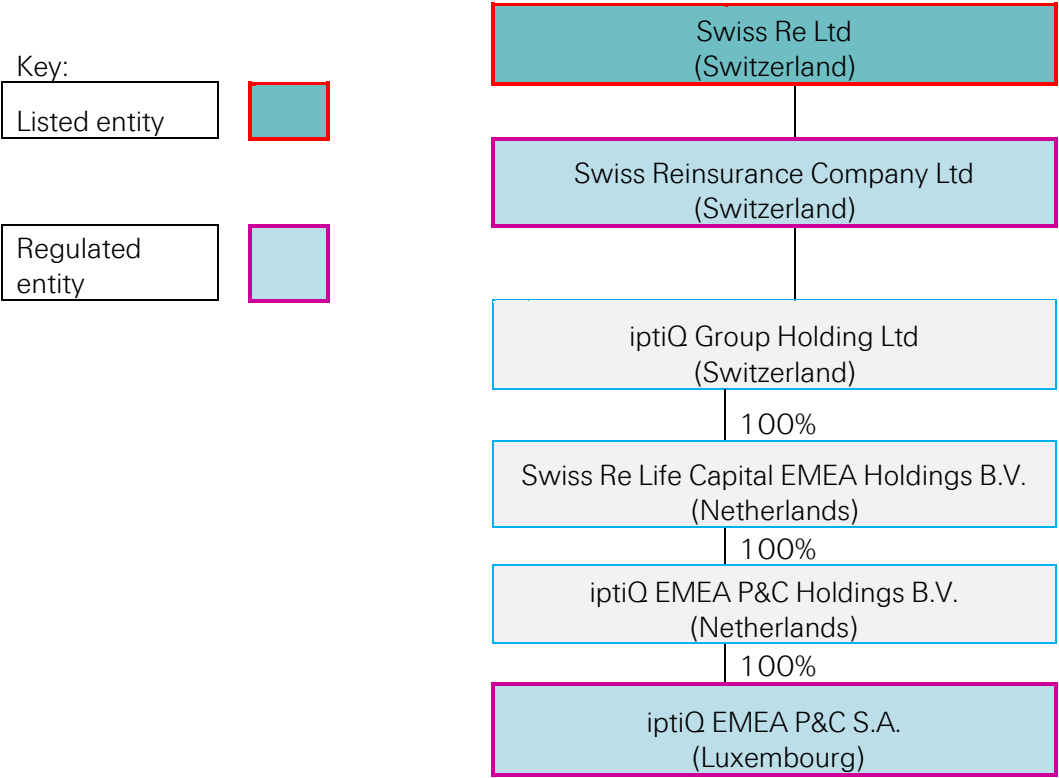 Key:
Listed entity
Regulated
entity
Swiss Re Ltd
(Switzerland)
Swiss Reinsurance Company Ltd
(Switzerland)
iptiQ Group Holding Ltd
(Switzerland)
100%
Swiss Re Life Capital EMEA Holdings B.V.
(Netherlands)
100%
iptiQ EMEA P&C Holdings B.V.
(Netherlands)
100%
iptiQ EMEA P&C S.A.
(Luxembourg)